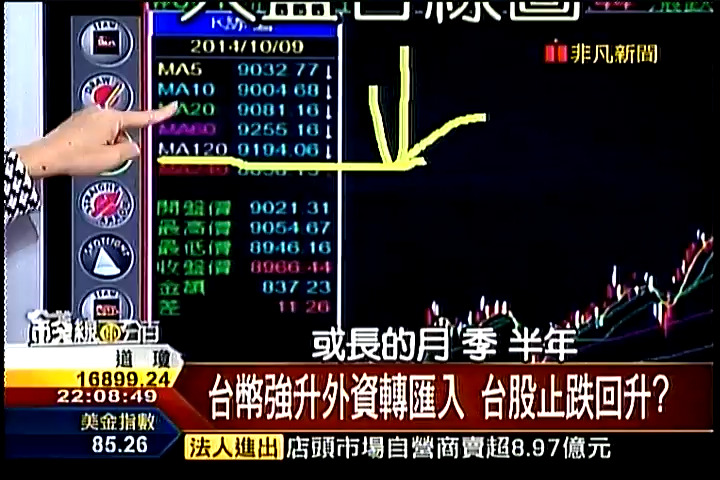 大盤日線圖
非凡新聞
2014/10/09
MA5 9032.77↓
MA10 9004.68↓
MA20 9081.16↓
MA60 9255.16↓
MA120 9194.06↓
開盤價 9021.31
最高價 9054.67
最低價 8946.16
收盤價 8966.44
金額 837.23
差 11.26
或長的月 季 半年
道瓊
16899.24
22:08:49
美金指數
85.26
台幣強升外資轉匯入 台股止跌回升?
法人進出 店頭市場自營商賣超8.97億元